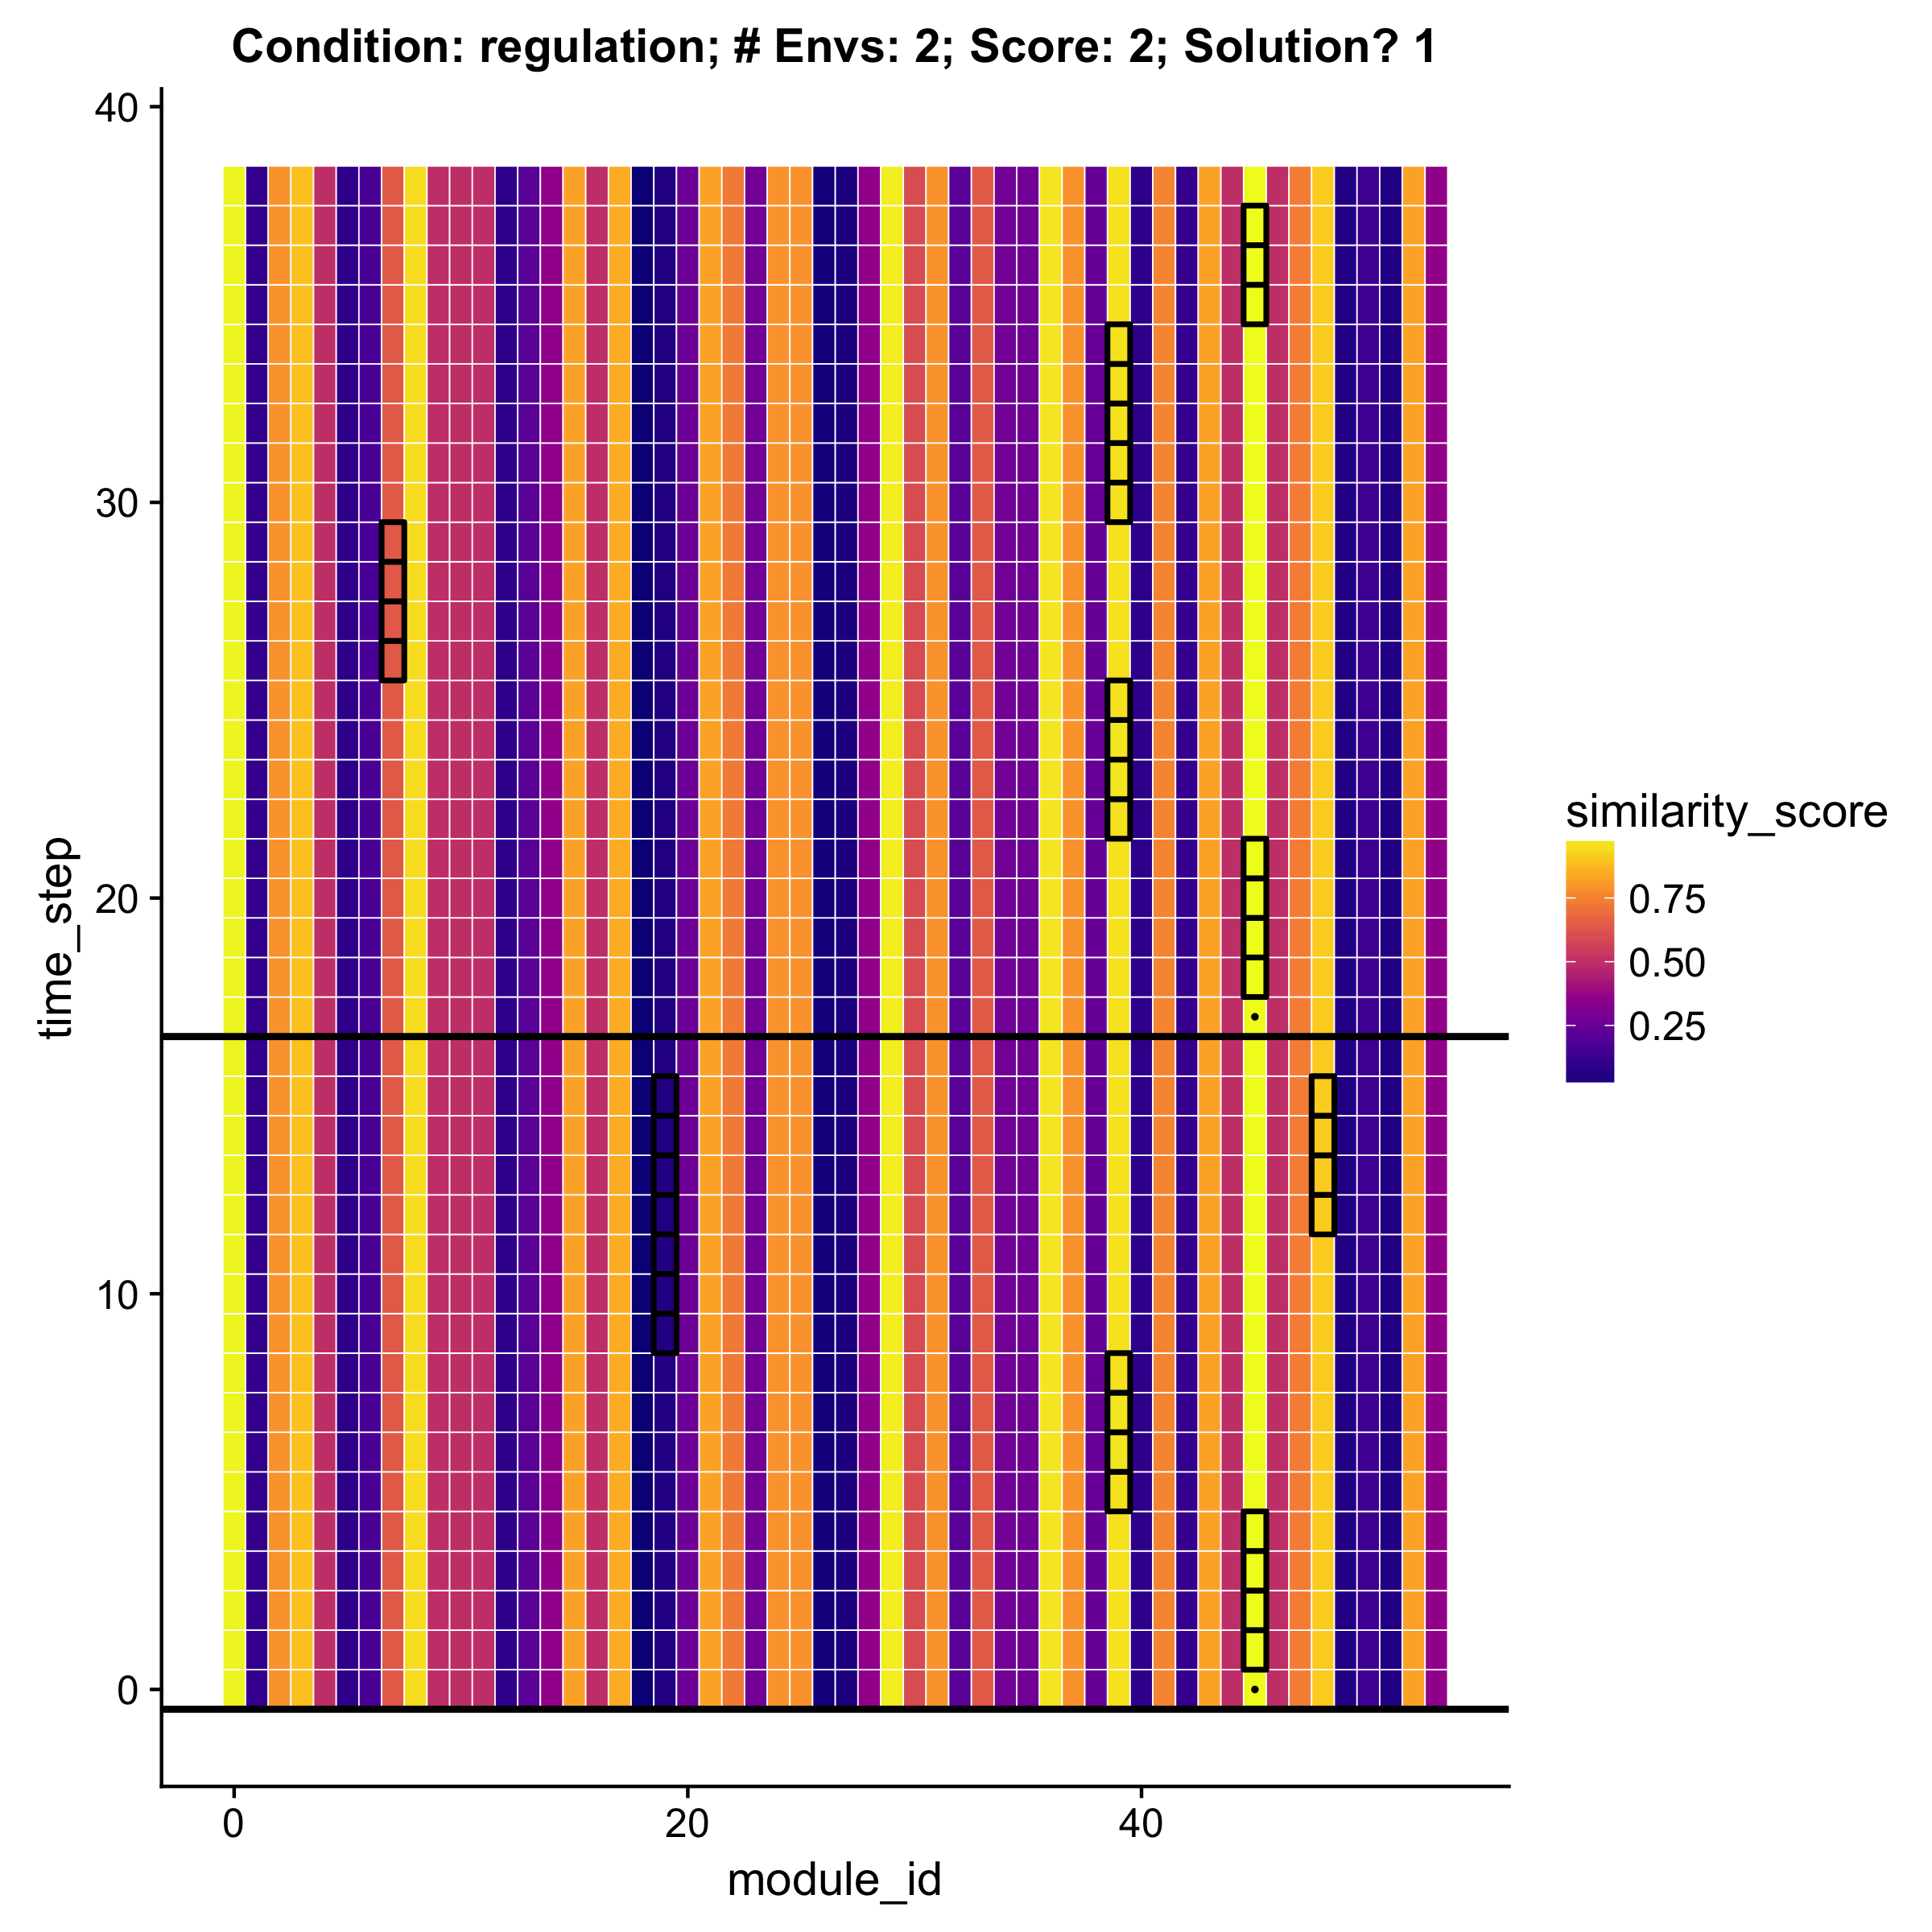 Condition: regulation; # Envs: 2; Score: 2; Solution? 1
40
30
20
10
0
time_step
0
20
40
module_id
similarity_score
0.75
0.50
0.25